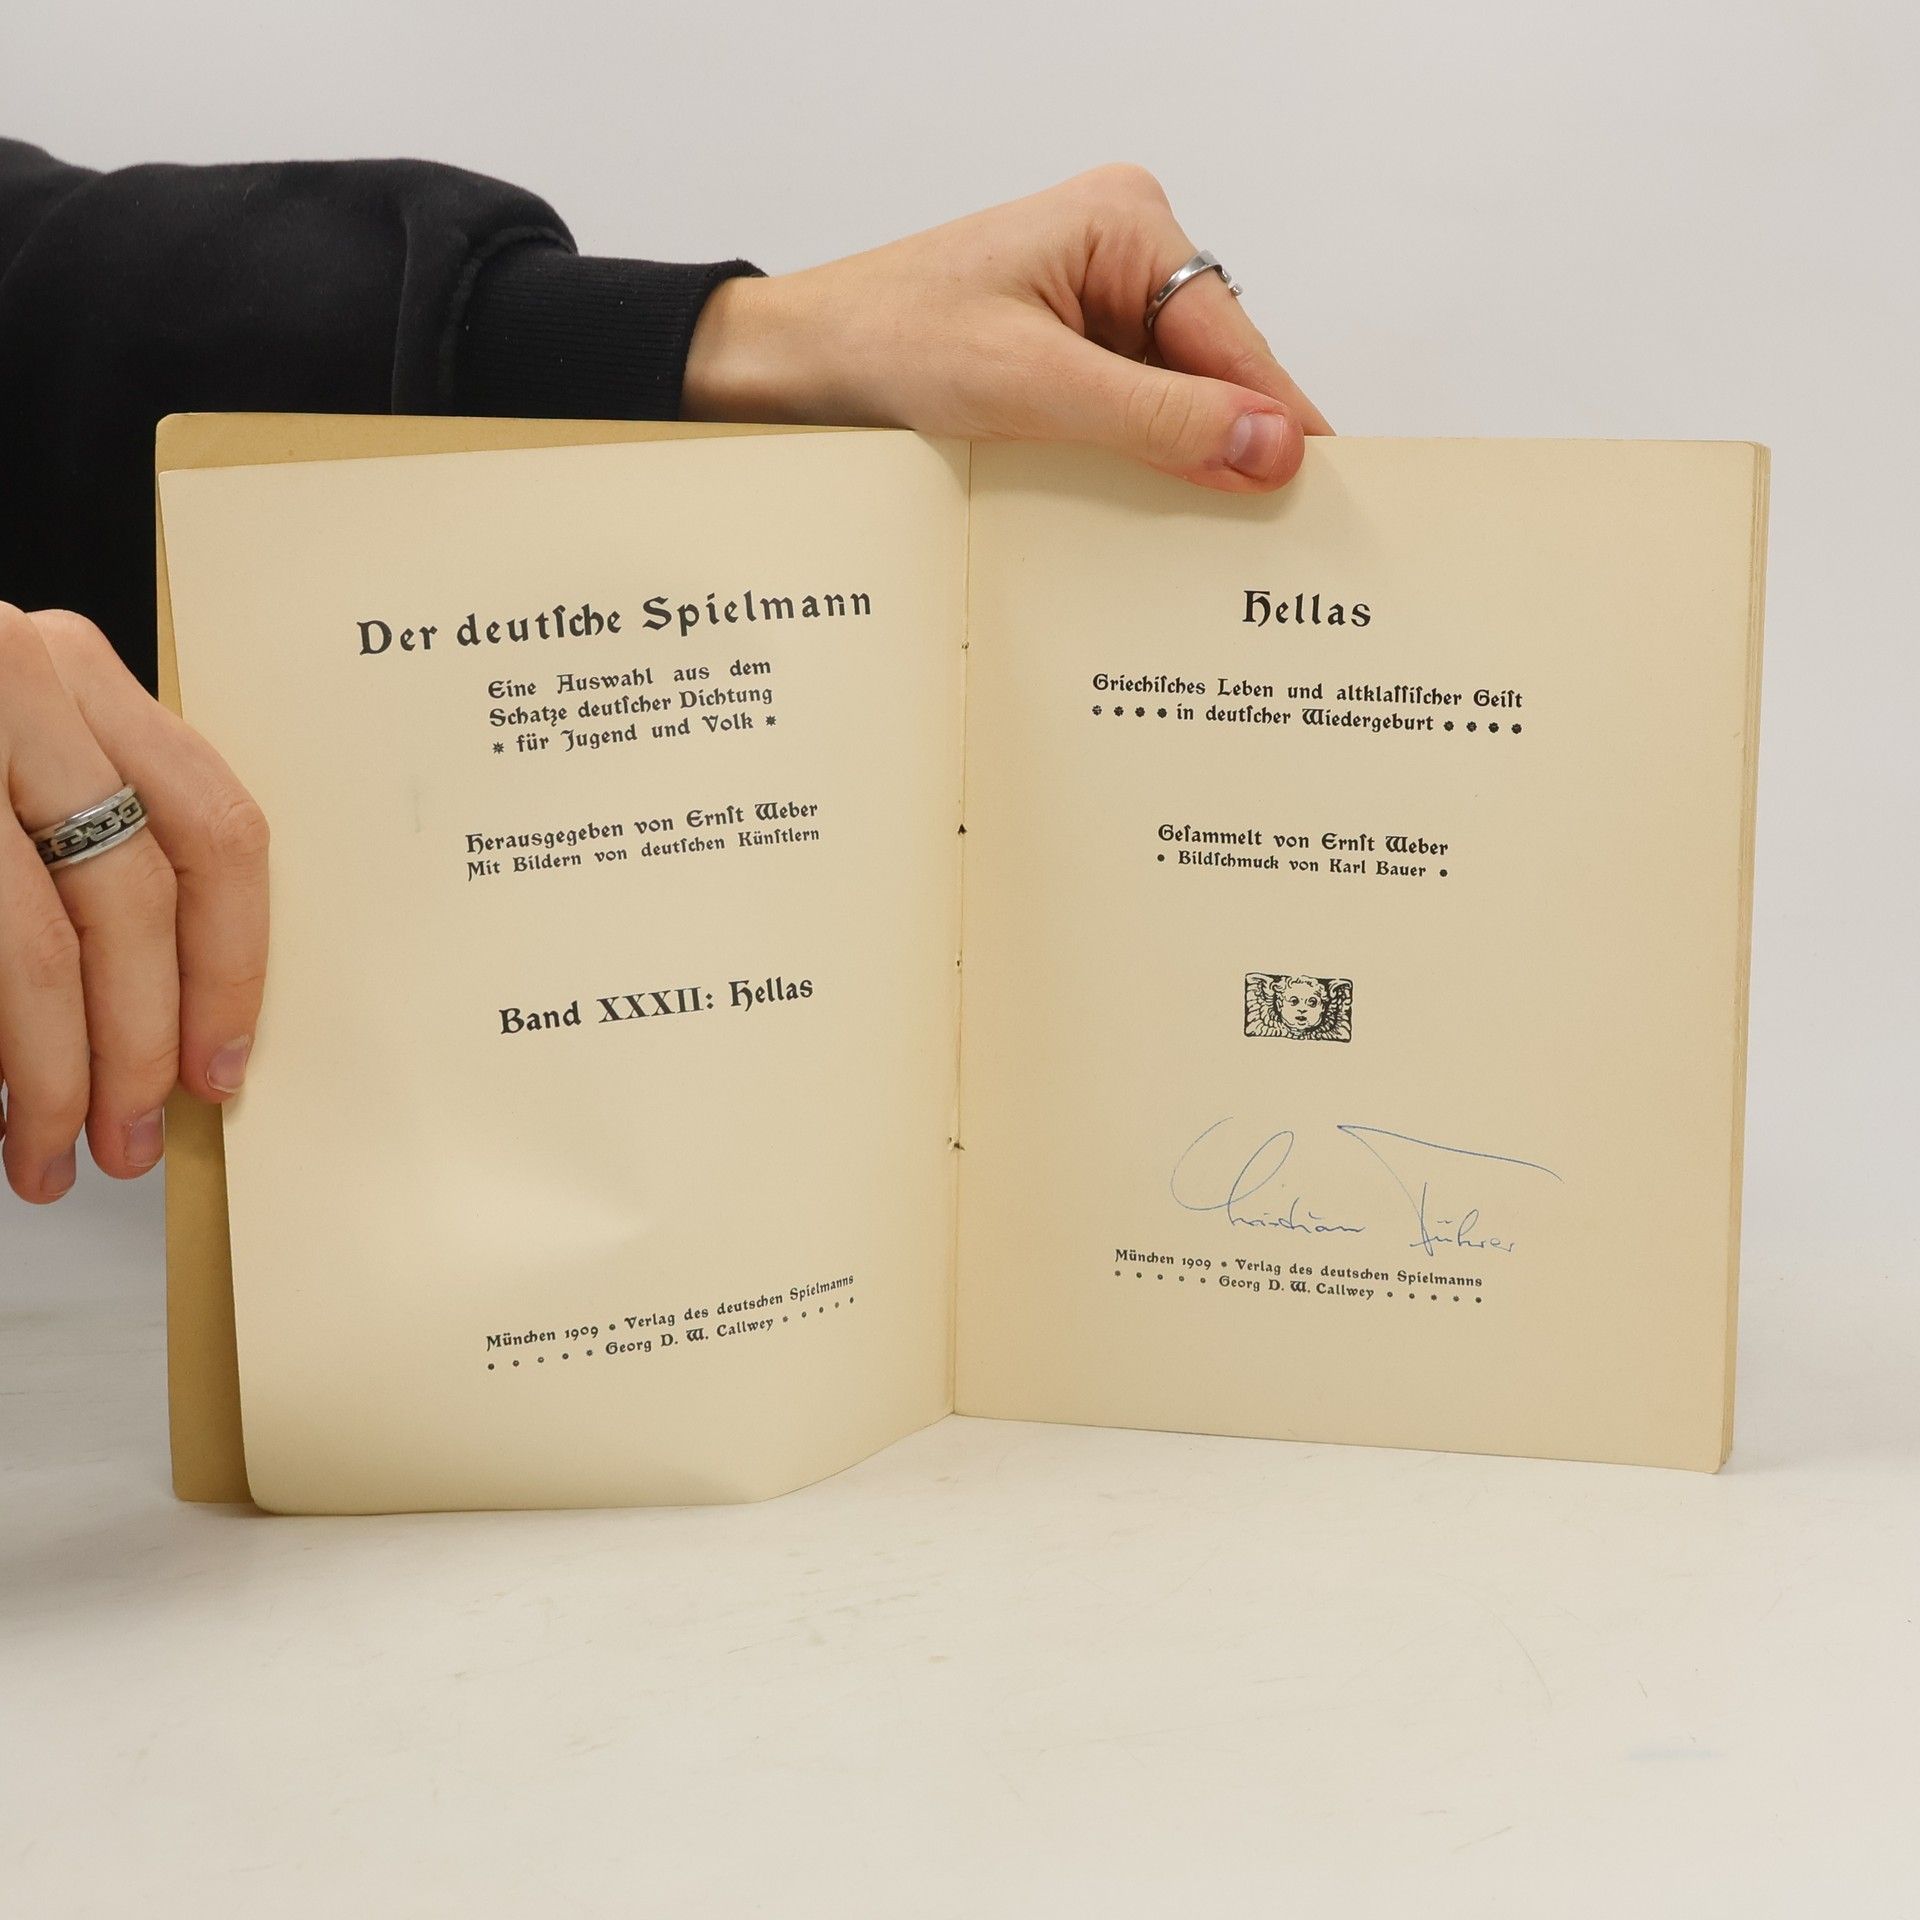 Der deutſche Spielmann
Eine Auswahl aus dem
Schatze deutſcher Dichtung
* für Jugend und Volk *
Herausgegeben von Ernſt Weber
Mit Bildern von deutſchen Künſtlern
Band XXXII: Hellas
München 1909 • Verlag des deutschen Spielmanns
• • • • • Georg D. W. Callwey • • • • •
Hellas
Griechiſches Leben und altklaſſiſcher Geiſt
• • • • in deutſcher Wiedergeburt • • • •
Geſammelt von Ernſt Weber
• Bildſchmuck von Karl Bauer •
Christian Führer
München 1909 • Verlag des deutschen Spielmanns
• • • • • Georg D. W. Callwey • • • • •